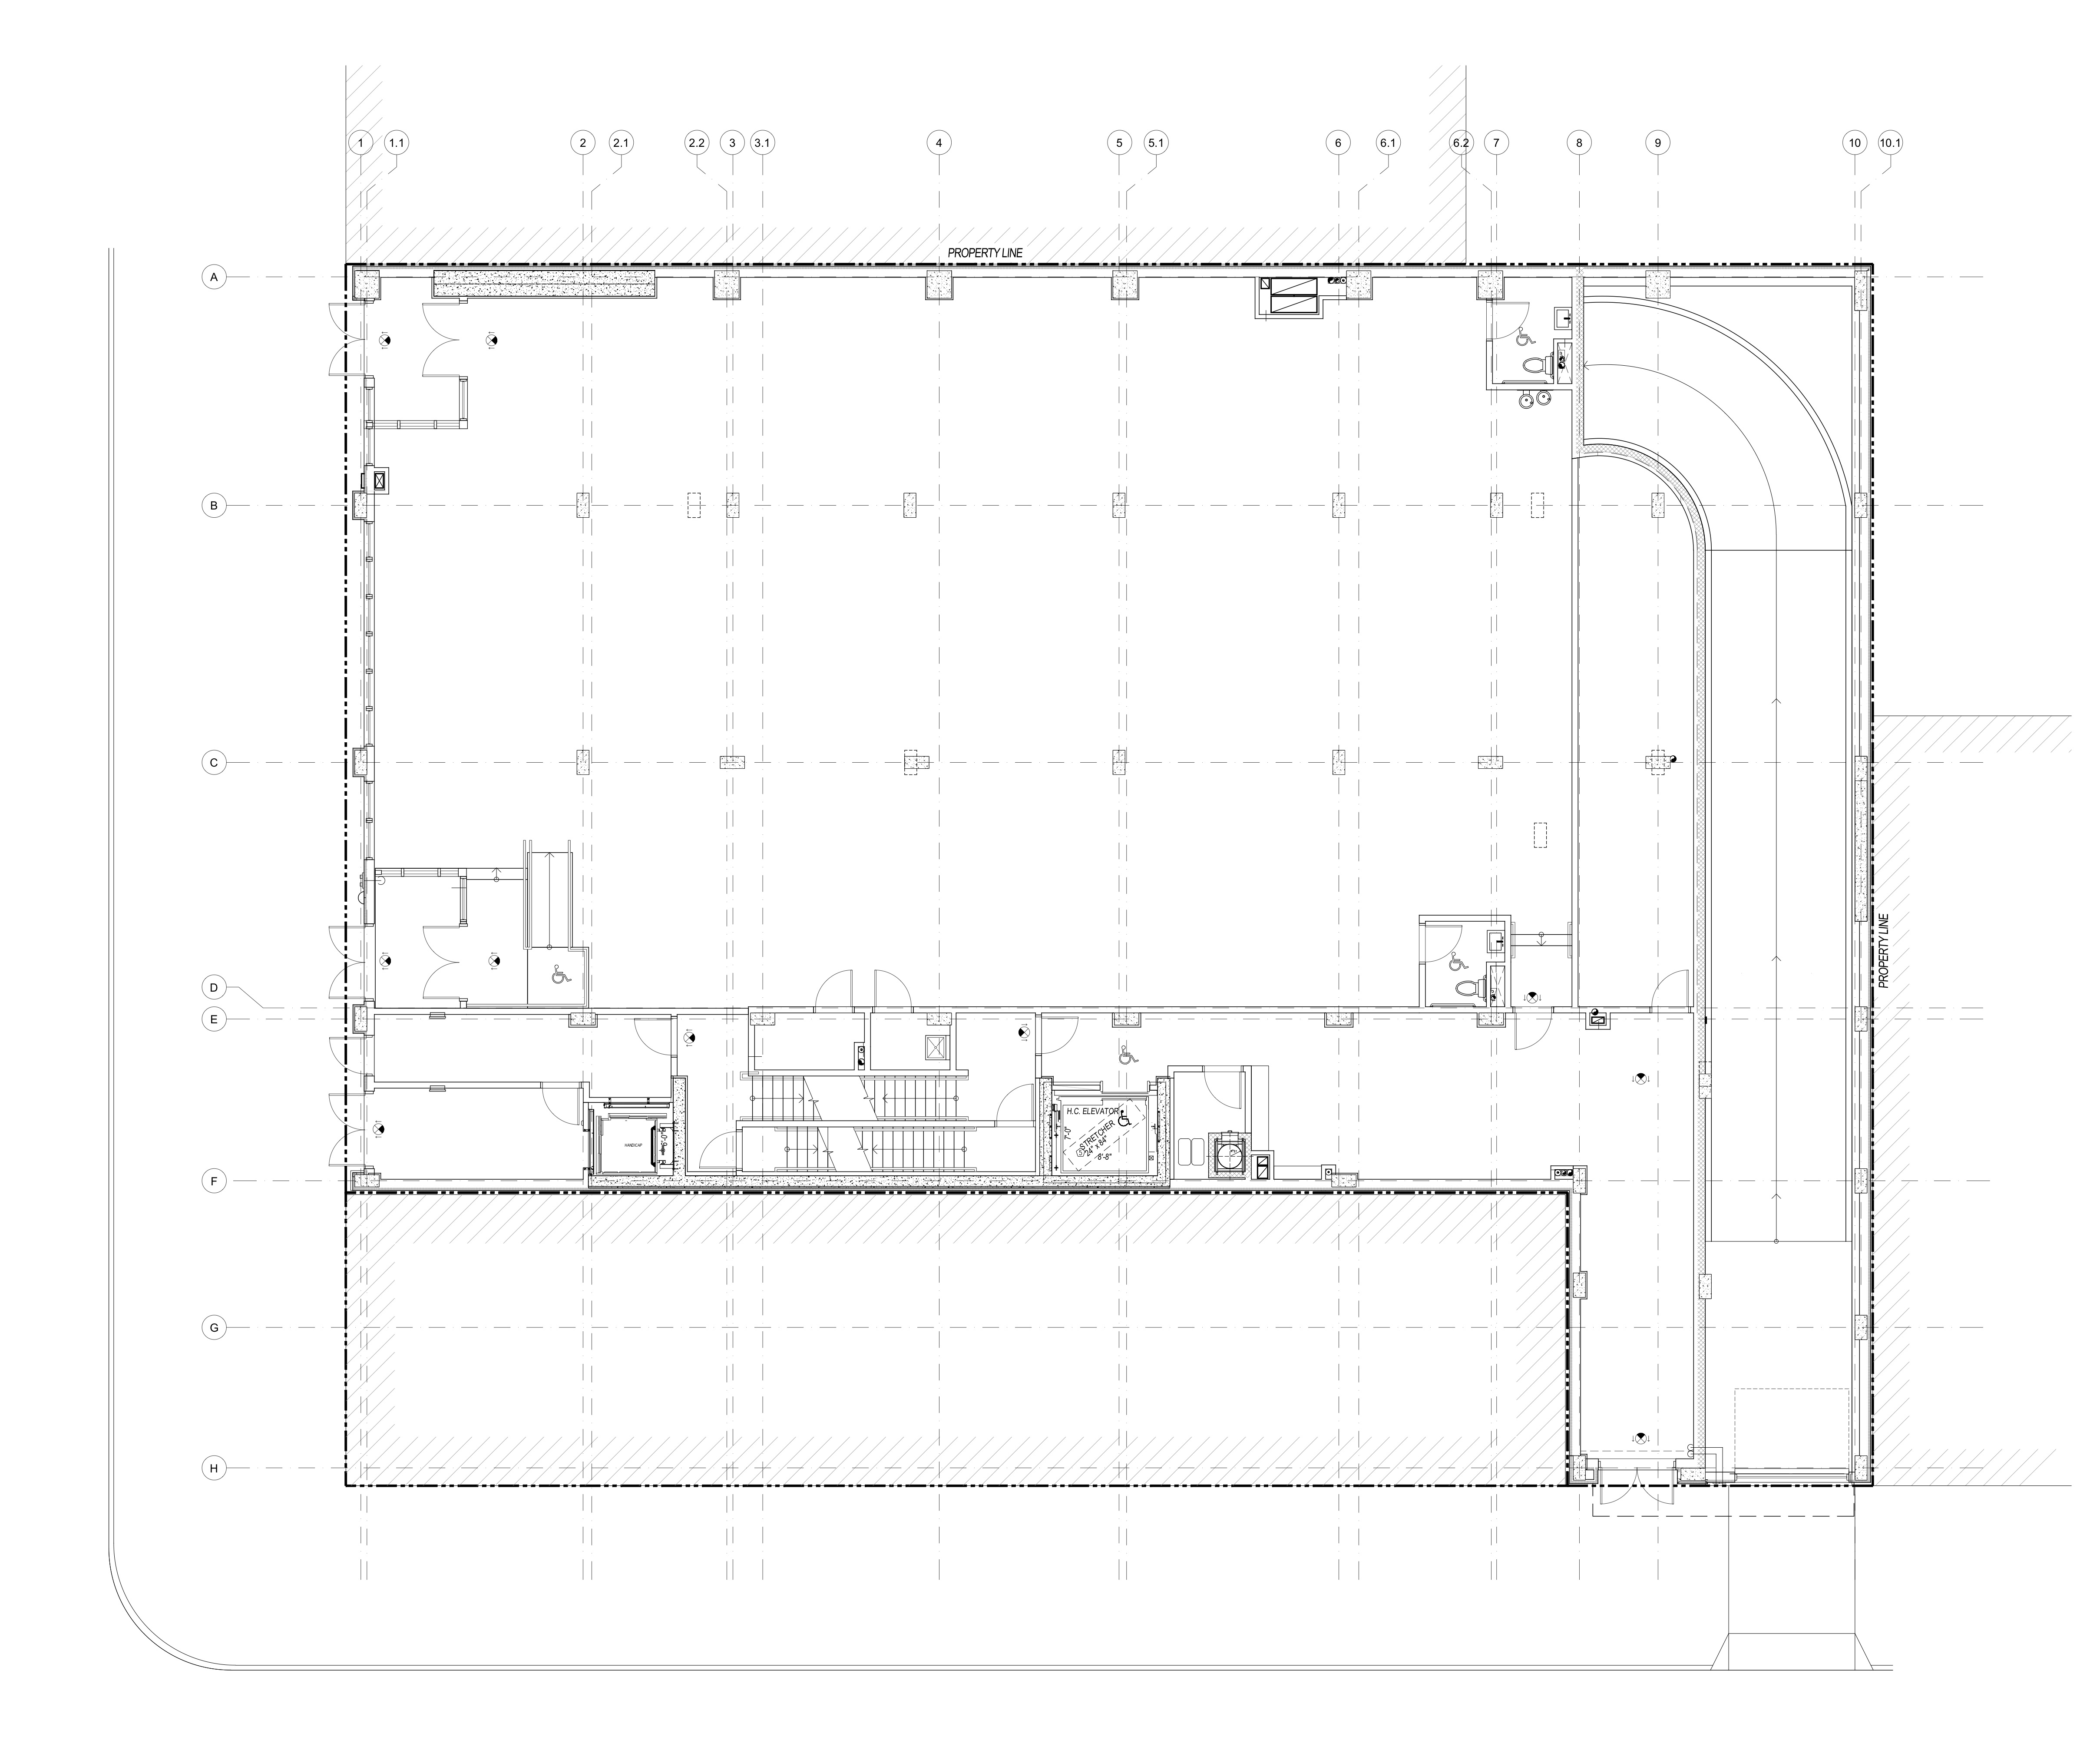 1 1.1 2 2.1 2.2 3 3.1 4 5 5.1 6 6.1 6.2 7 8 9 10 10.1
PROPERTY LINE
A
B
C
PROPERTY LINE
D
E
H.C. ELEVATOR
7'-0"
STRETCHER
24" x 84"
8'-8"
HANDICAP
F
G
H